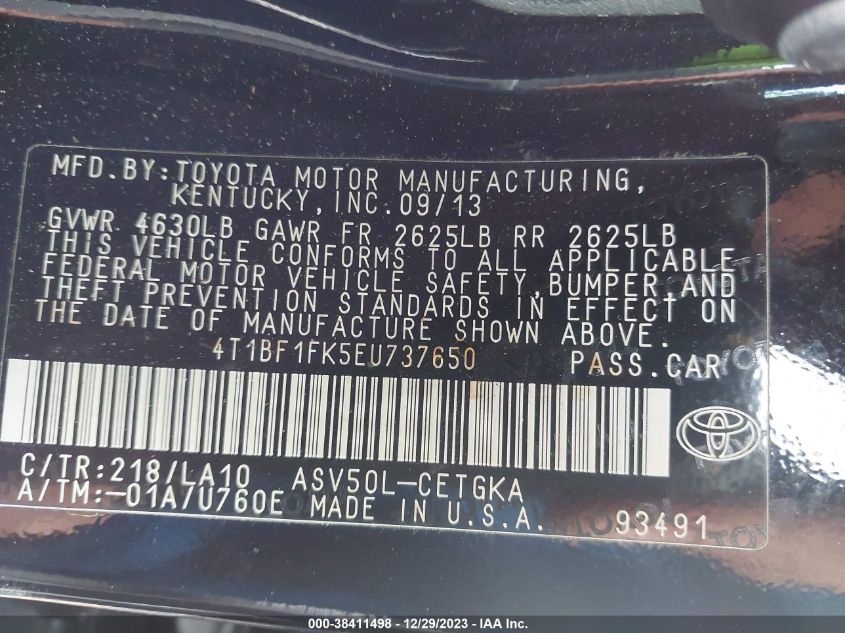 MFD.BY:TOYOTA MOTOR MANUFACTURING,
KENTUCKY,INC.09/13
GVWR 4630LB GAWR FR 2625LB RR 2625LB
THIS VEHICLE CONFORMS TO ALL APPLICABLE
FEDERAL MOTOR VEHICLE SAFETY,BUMPER,AND
THEFT PREVENTION STANDARDS IN EFFECT ON
THE DATE OF MANUFACTURE SHOWN ABOVE.
4T1BF1FK5EU737650 PASS.CAR
C/TR:218/LA10 ASV50L-CETGKA
A/TM:-01A/U760E MADE IN U.S.A. 93491
000-38411498 - 12/29/2023 - IAAI.com